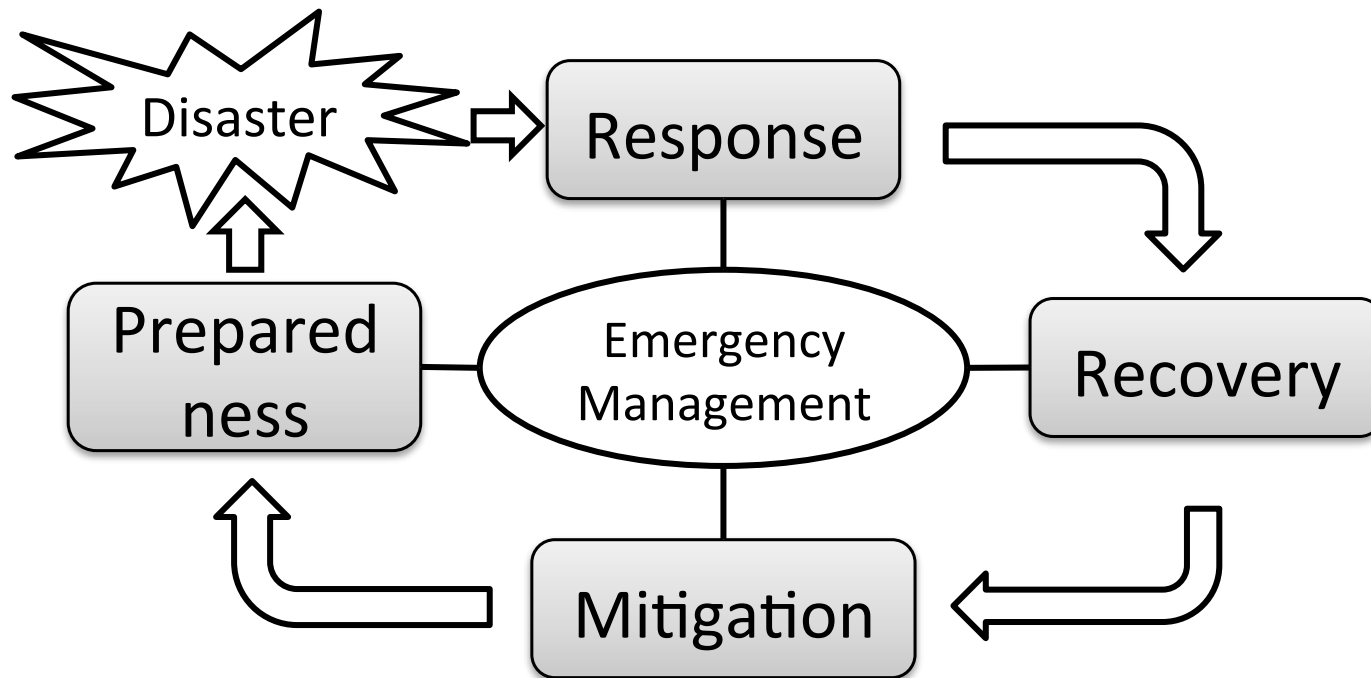 Disaster
Response
Prepared
ness
Emergency
Management
Recovery
Mitigation